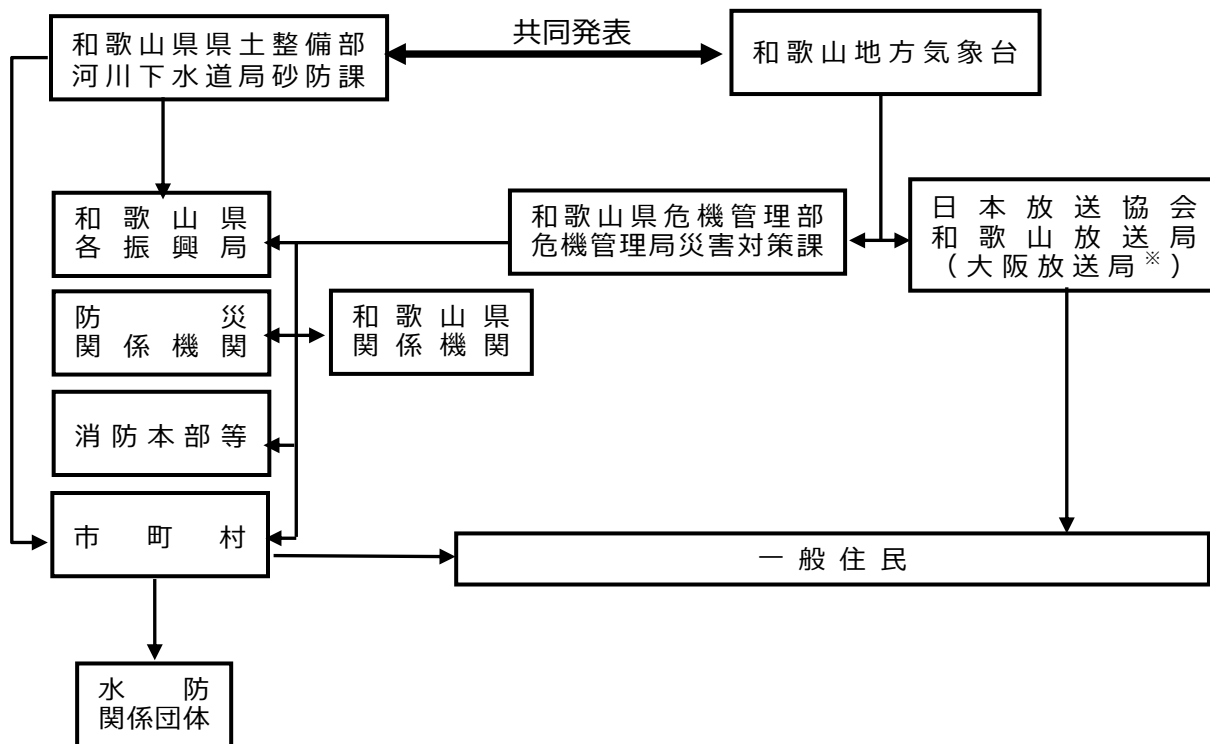 和歌山県県土整備部
河川下水道局砂防課
共同発表
和歌山地方気象台
和歌山県
各振興局
和歌山県危機管理部
危機管理局災害対策課
日本放送協会
和歌山放送局
（大阪放送局※）
防災
関係機関
和歌山県
関係機関
消防本部等
市町村
一般住民
水防
関係団体